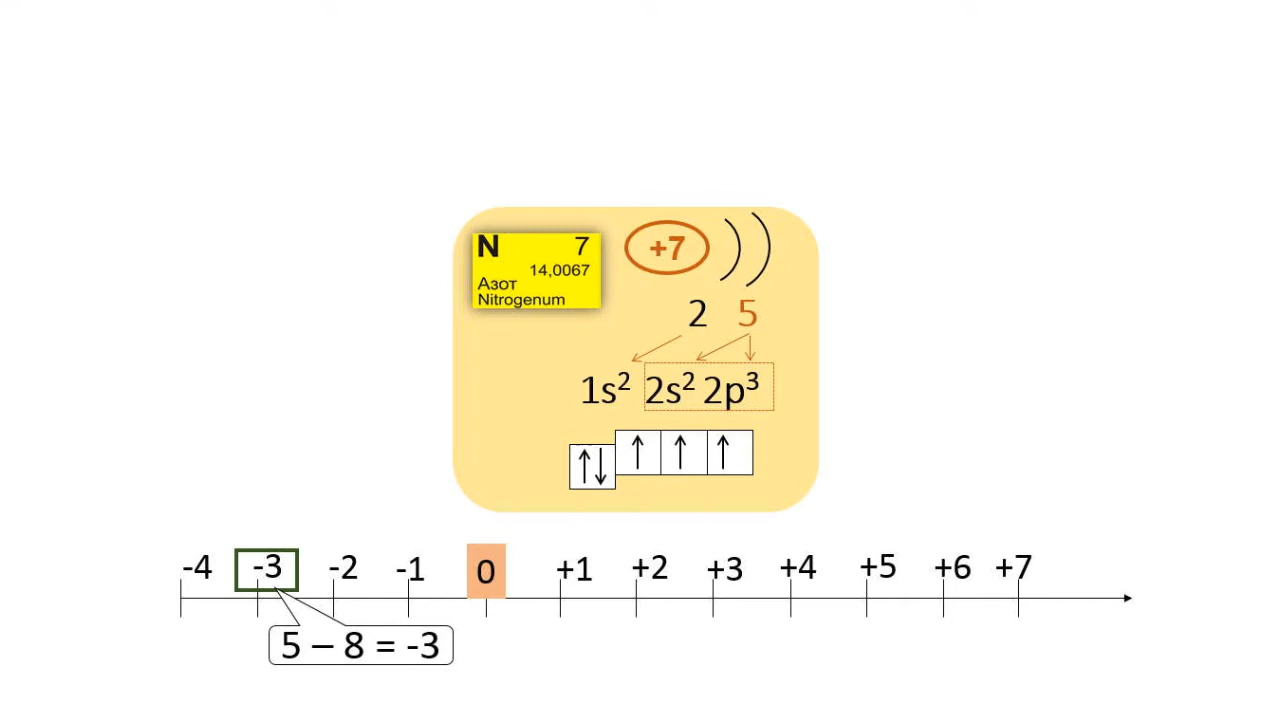 N 7
14,0067
Азот
Nitrogenum
+7
2 5
1s² 2s² 2p³
↑↓ ↑ ↑ ↑
-4 -3 -2 -1 0 +1 +2 +3 +4 +5 +6 +7
5 – 8 = -3